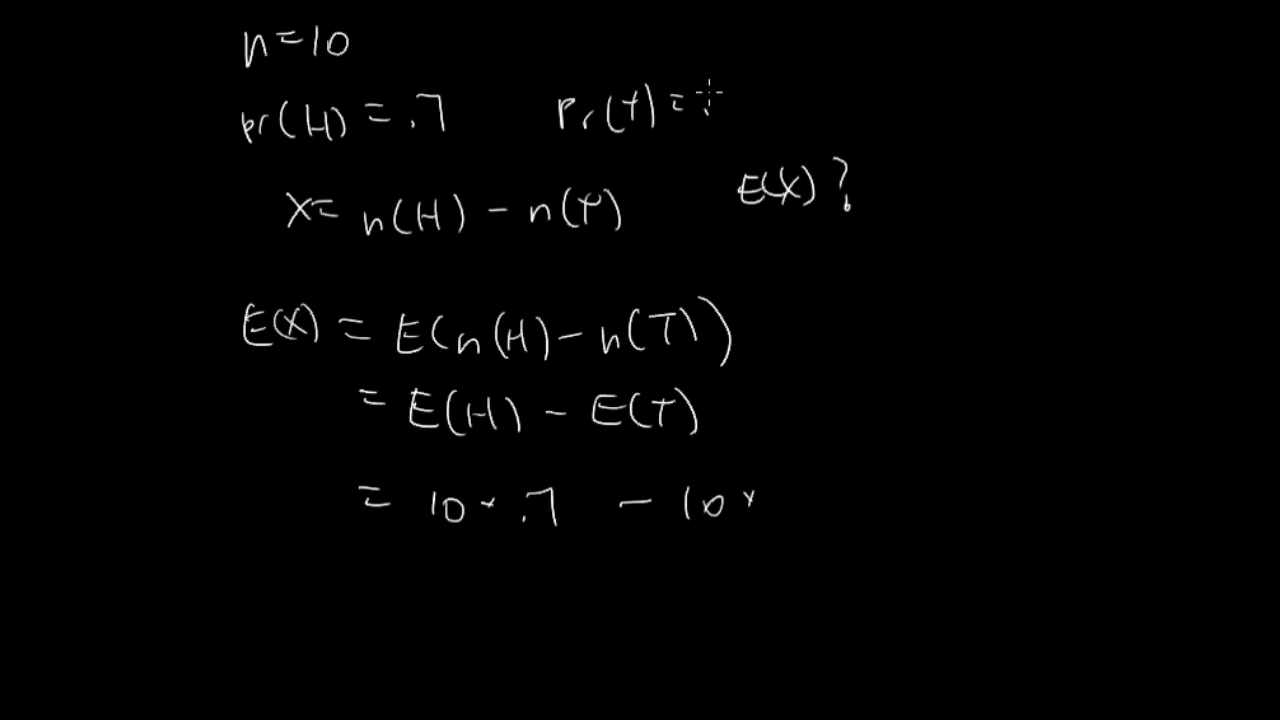 n=10
pr(H) = .7 Pr(T) = .
X= n(H) - n(T) E(X) ?
E(X) = E(n(H) - n(T))
= E(H) - E(T)
= 10 × .7 - 10 ×